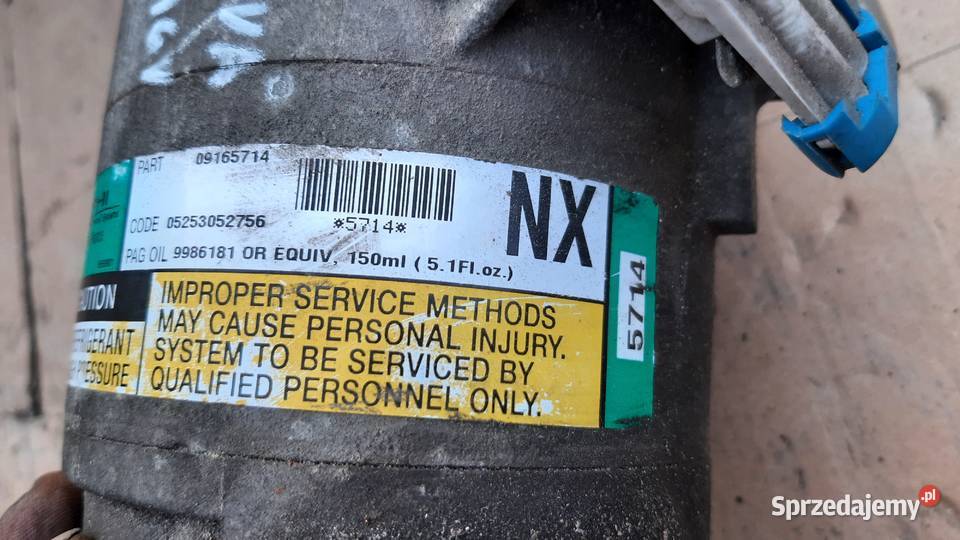 PART 09165714
*5714*
CODE 05253052756
NX
PAG OIL 9986181 OR EQUIV, 150ml (5.1Fl.oz.)
5714
IMPROPER SERVICE METHODS
MAY CAUSE PERSONAL INJURY.
SYSTEM TO BE SERVICED BY
QUALIFIED PERSONNEL ONLY.
Sprzedajemy.pl